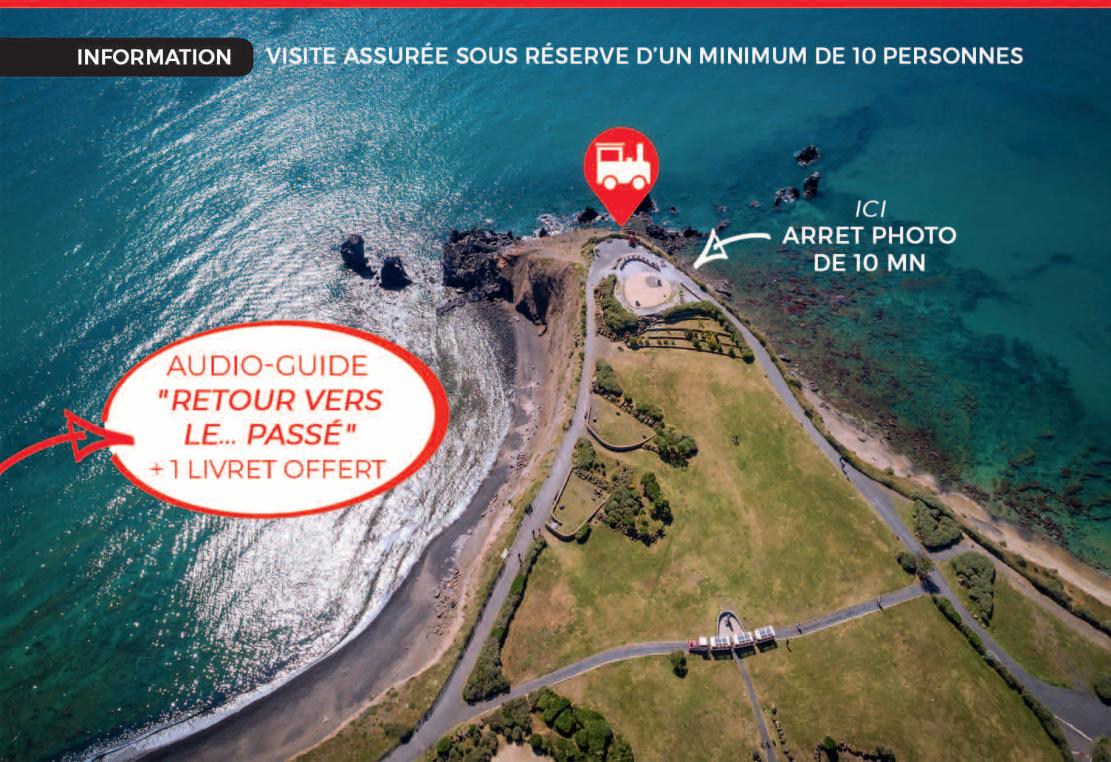 INFORMATION VISITE ASSURÉE SOUS RÉSERVE D'UN MINIMUM DE 10 PERSONNES
ICI
ARRET PHOTO
DE 10 MN
AUDIO-GUIDE
"RETOUR VERS
LE... PASSÉ"
+ 1 LIVRET OFFERT